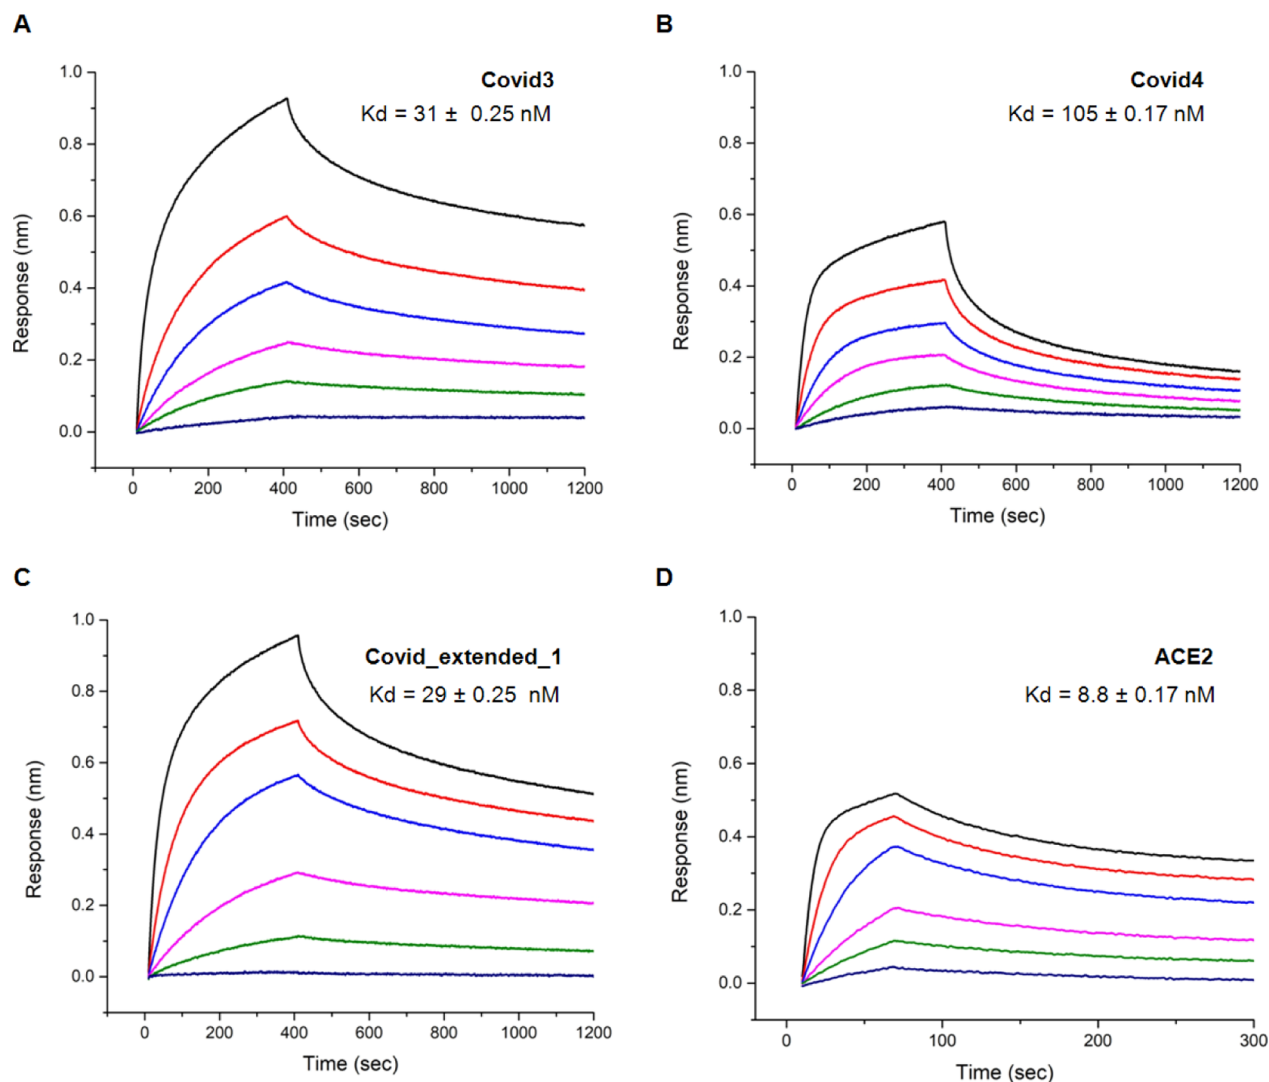 A
Covid3
Kd = 31 ± 0.25 nM
1.0
0.8
0.6
0.4
0.2
0.0
Response (nm)
0 200 400 600 800 1000 1200
Time (sec)
B
Covid4
Kd = 105 ± 0.17 nM
1.0
0.8
0.6
0.4
0.2
0.0
Response (nm)
0 200 400 600 800 1000 1200
Time (sec)
C
Covid_extended_1
Kd = 29 ± 0.25 nM
1.0
0.8
0.6
0.4
0.2
0.0
Response (nm)
0 200 400 600 800 1000 1200
Time (sec)
D
ACE2
Kd = 8.8 ± 0.17 nM
1.0
0.8
0.6
0.4
0.2
0.0
Response (nm)
0 100 200 300
Time (sec)